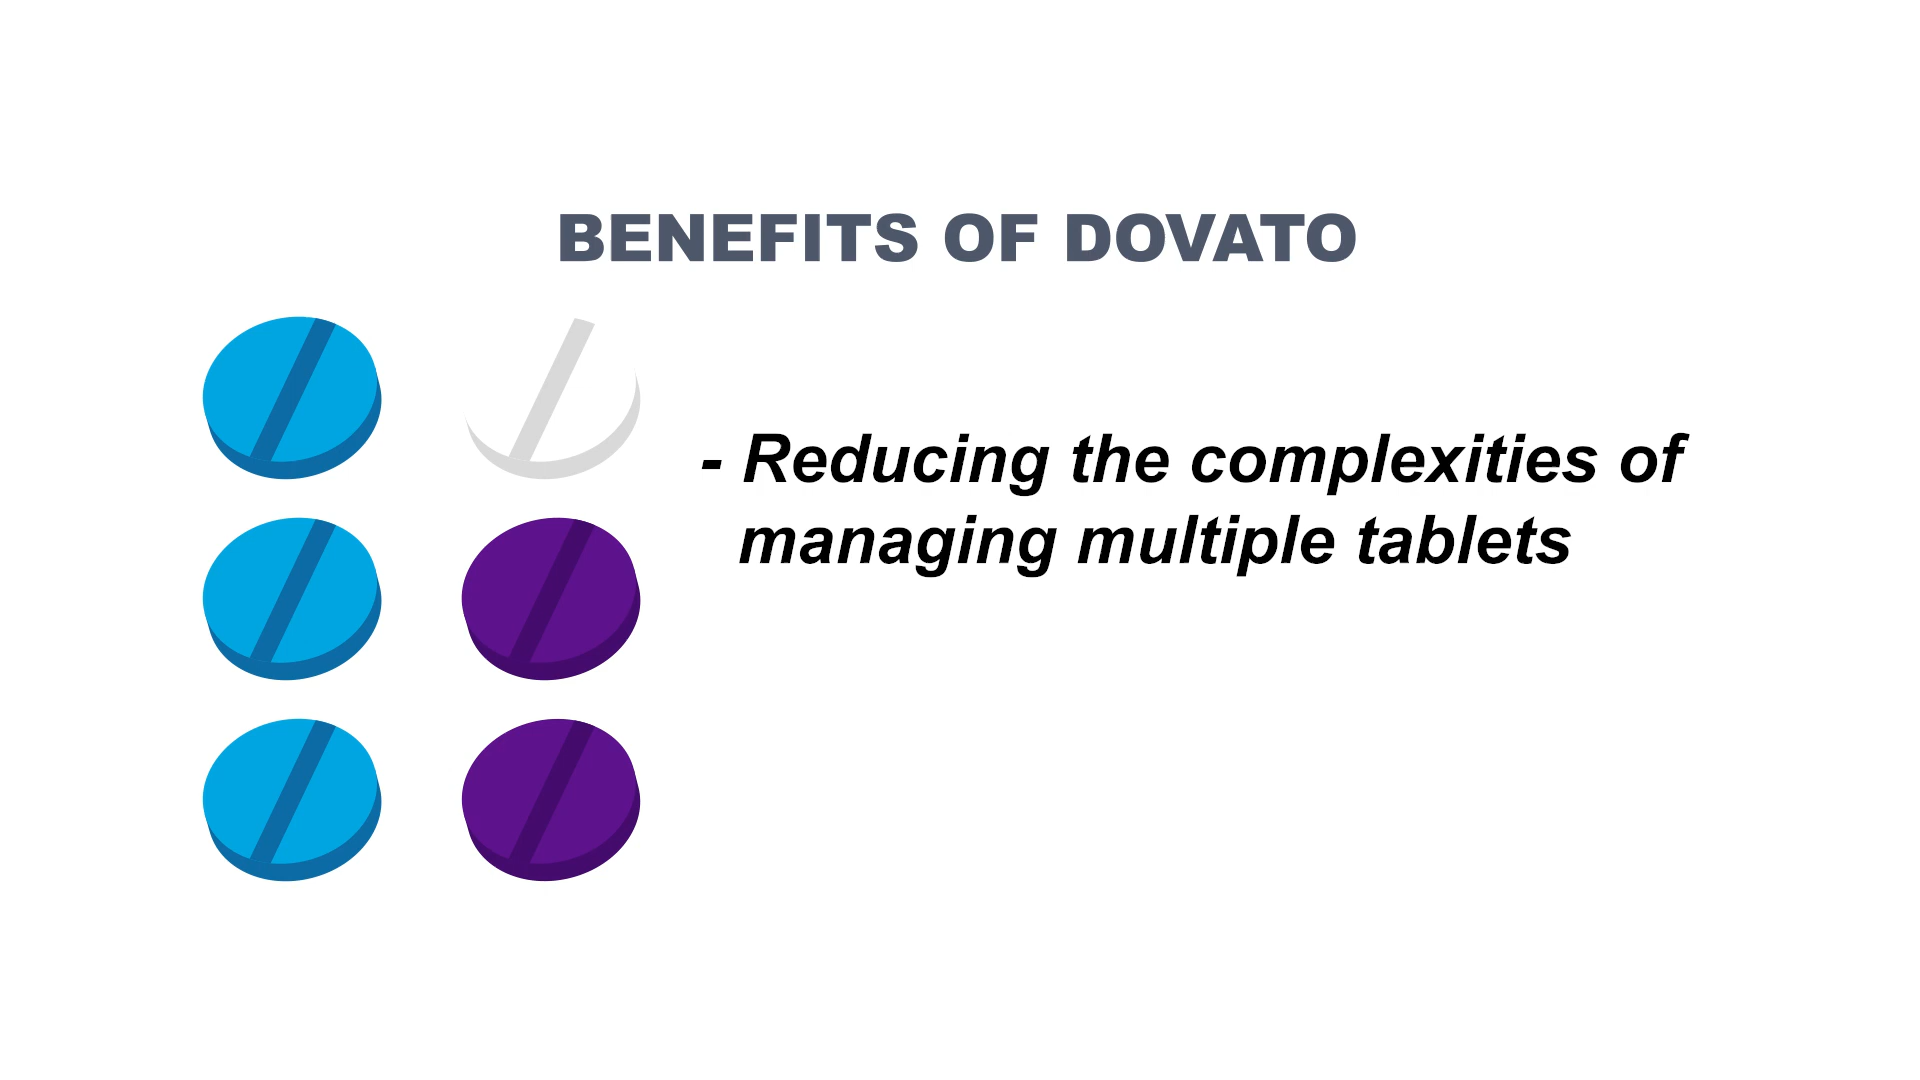 BENEFITS OF DOVATO
- Reducing the complexities of
managing multiple tablets